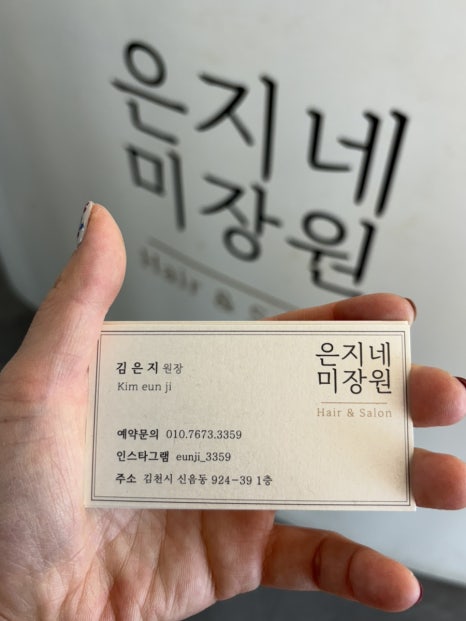 은지네
미장원
Hair & S
김은지 원장
Kim eun ji
은지네
미장원
Hair & Salon
예약문의 010.7673.3359
인스타그램 eunji_3359
주소 김천시 신음동 924-39 1층